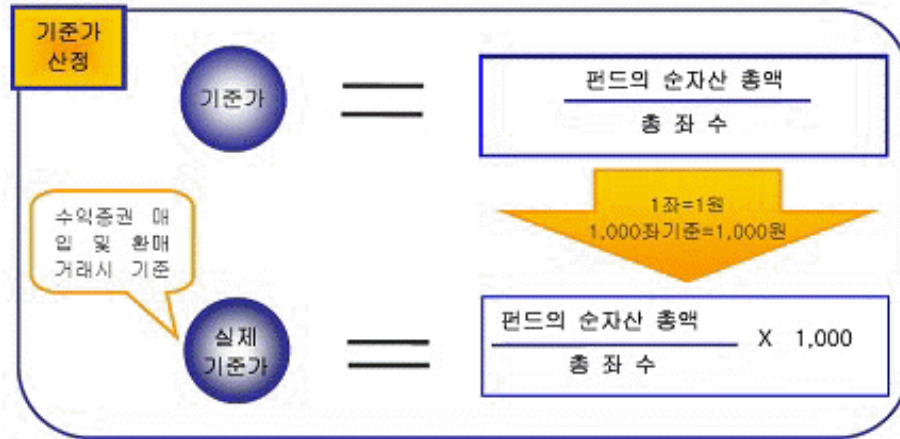 기준가
산정
기준가
펀드의 순자산 총액
총 좌 수
1좌=1원
1,000좌기준=1,000원
수익증권 매
입 및 환매
거래시 기준
실제
기준가
펀드의 순자산 총액
총 좌 수
X 1,000